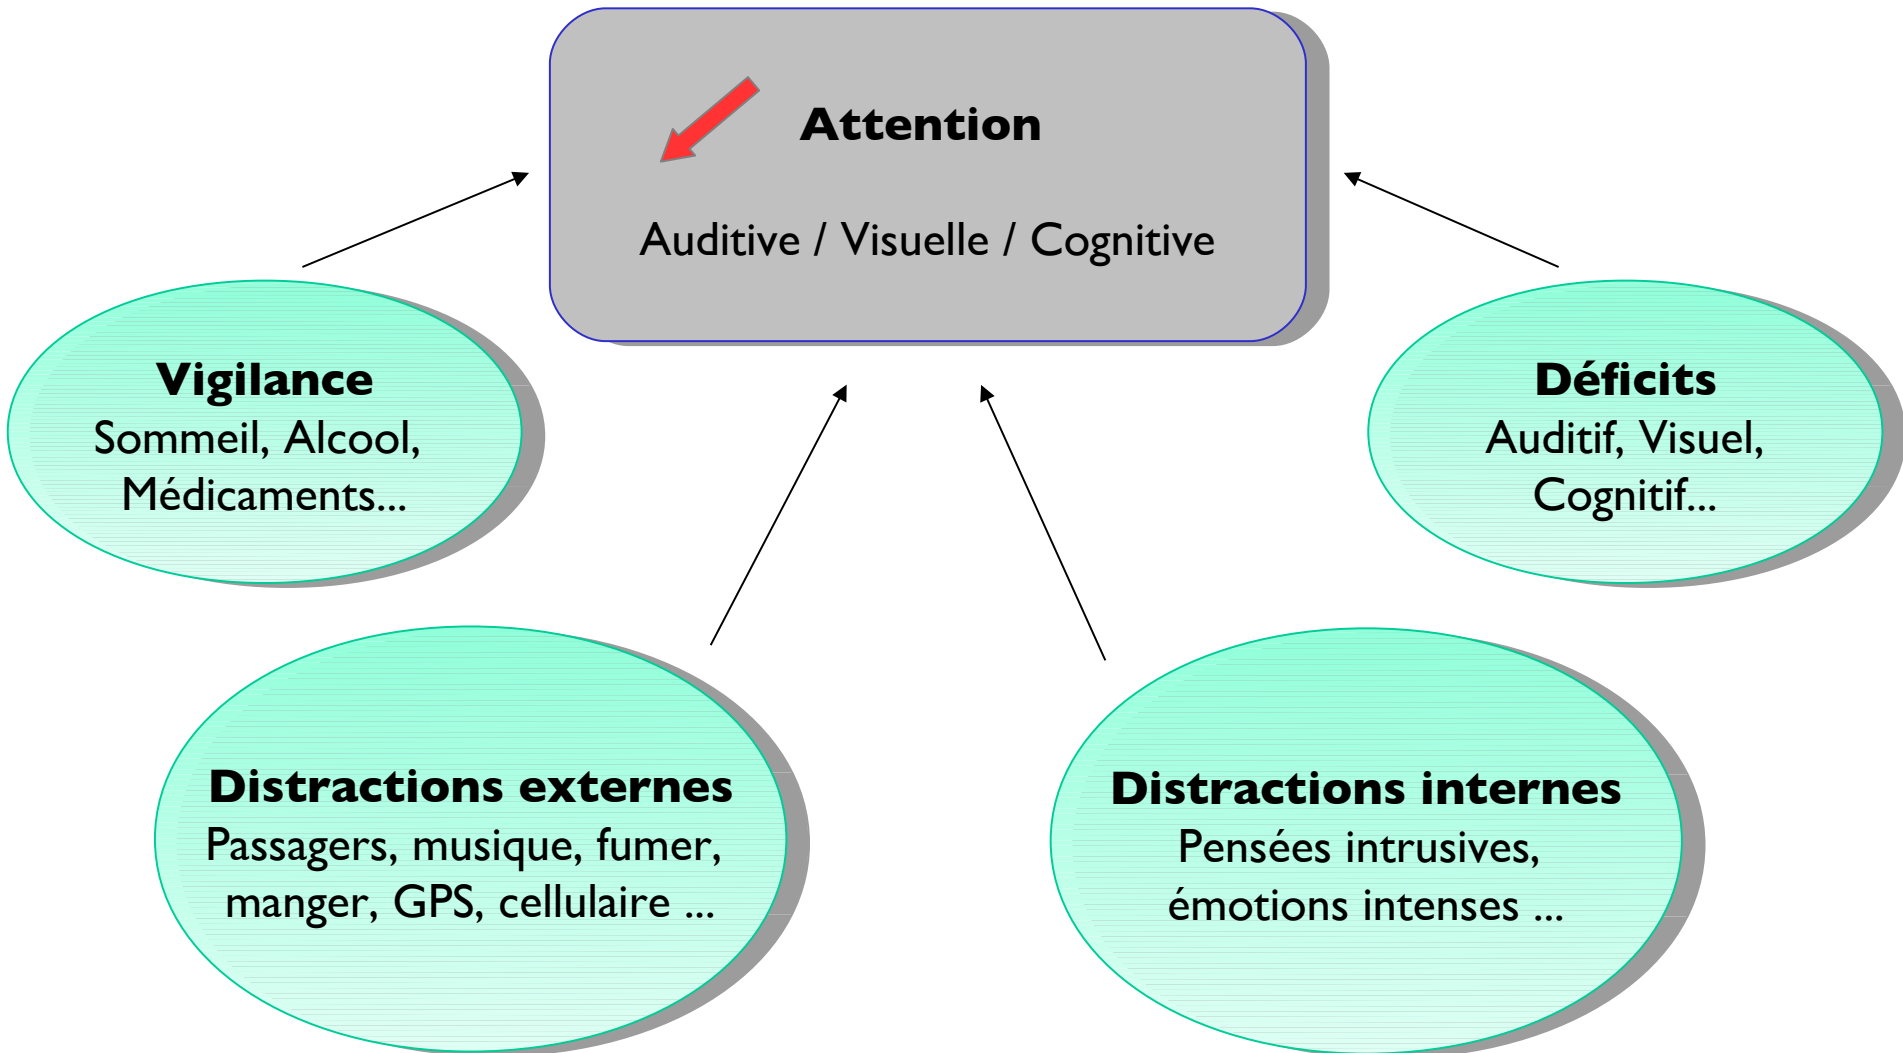 Attention
Auditive / Visuelle / Cognitive
Vigilance
Sommeil, Alcool,
Médicaments...
Déficits
Auditif, Visuel,
Cognitif...
Distractions externes
Passagers, musique, fumer,
manger, GPS, cellulaire ...
Distractions internes
Pensées intrusives,
émotions intenses ...